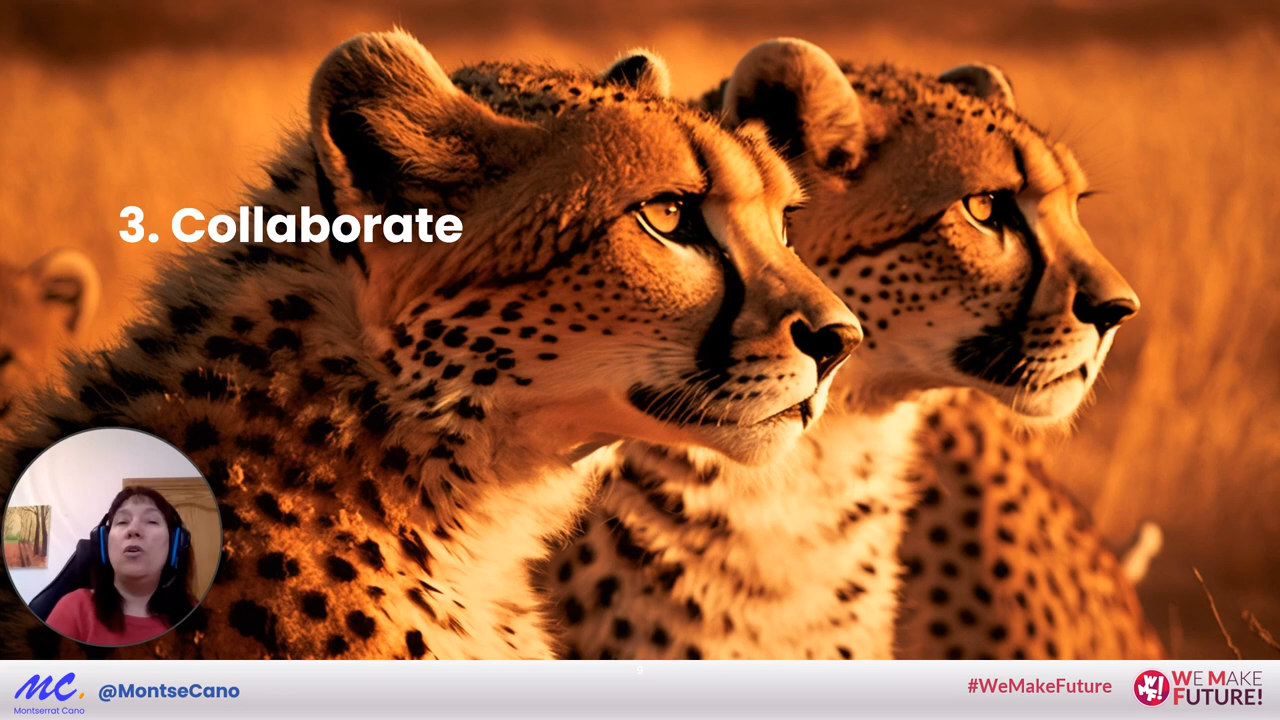 3. Collaborate
MC.
Montserrat Cano
@MontseCano
#WeMakeFuture
WE MAKE
FUTURE!